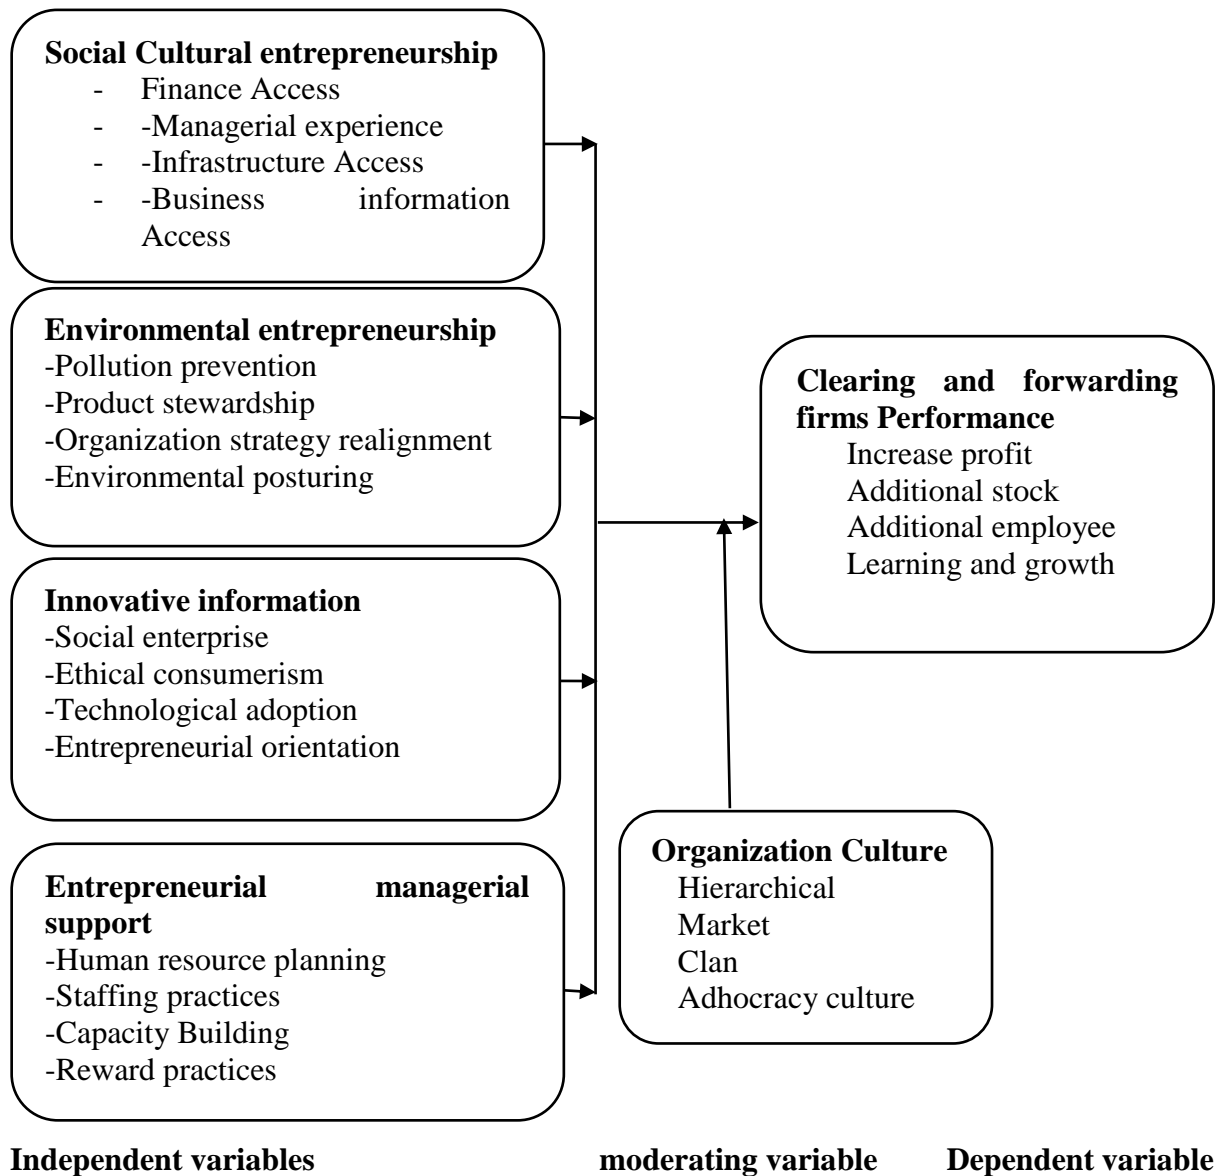 Social Cultural entrepreneurship
- Finance Access
- -Managerial experience
- -Infrastructure Access
- -Business information
Access
Environmental entrepreneurship
-Pollution prevention
-Product stewardship
-Organization strategy realignment
-Environmental posturing
Innovative information
-Social enterprise
-Ethical consumerism
-Technological adoption
-Entrepreneurial orientation
Entrepreneurial managerial
support
-Human resource planning
-Staffing practices
-Capacity Building
-Reward practices
Clearing and forwarding
firms Performance
Increase profit
Additional stock
Additional employee
Learning and growth
Organization Culture
Hierarchical
Market
Clan
Adhocracy culture
Independent variables moderating variable Dependent variable